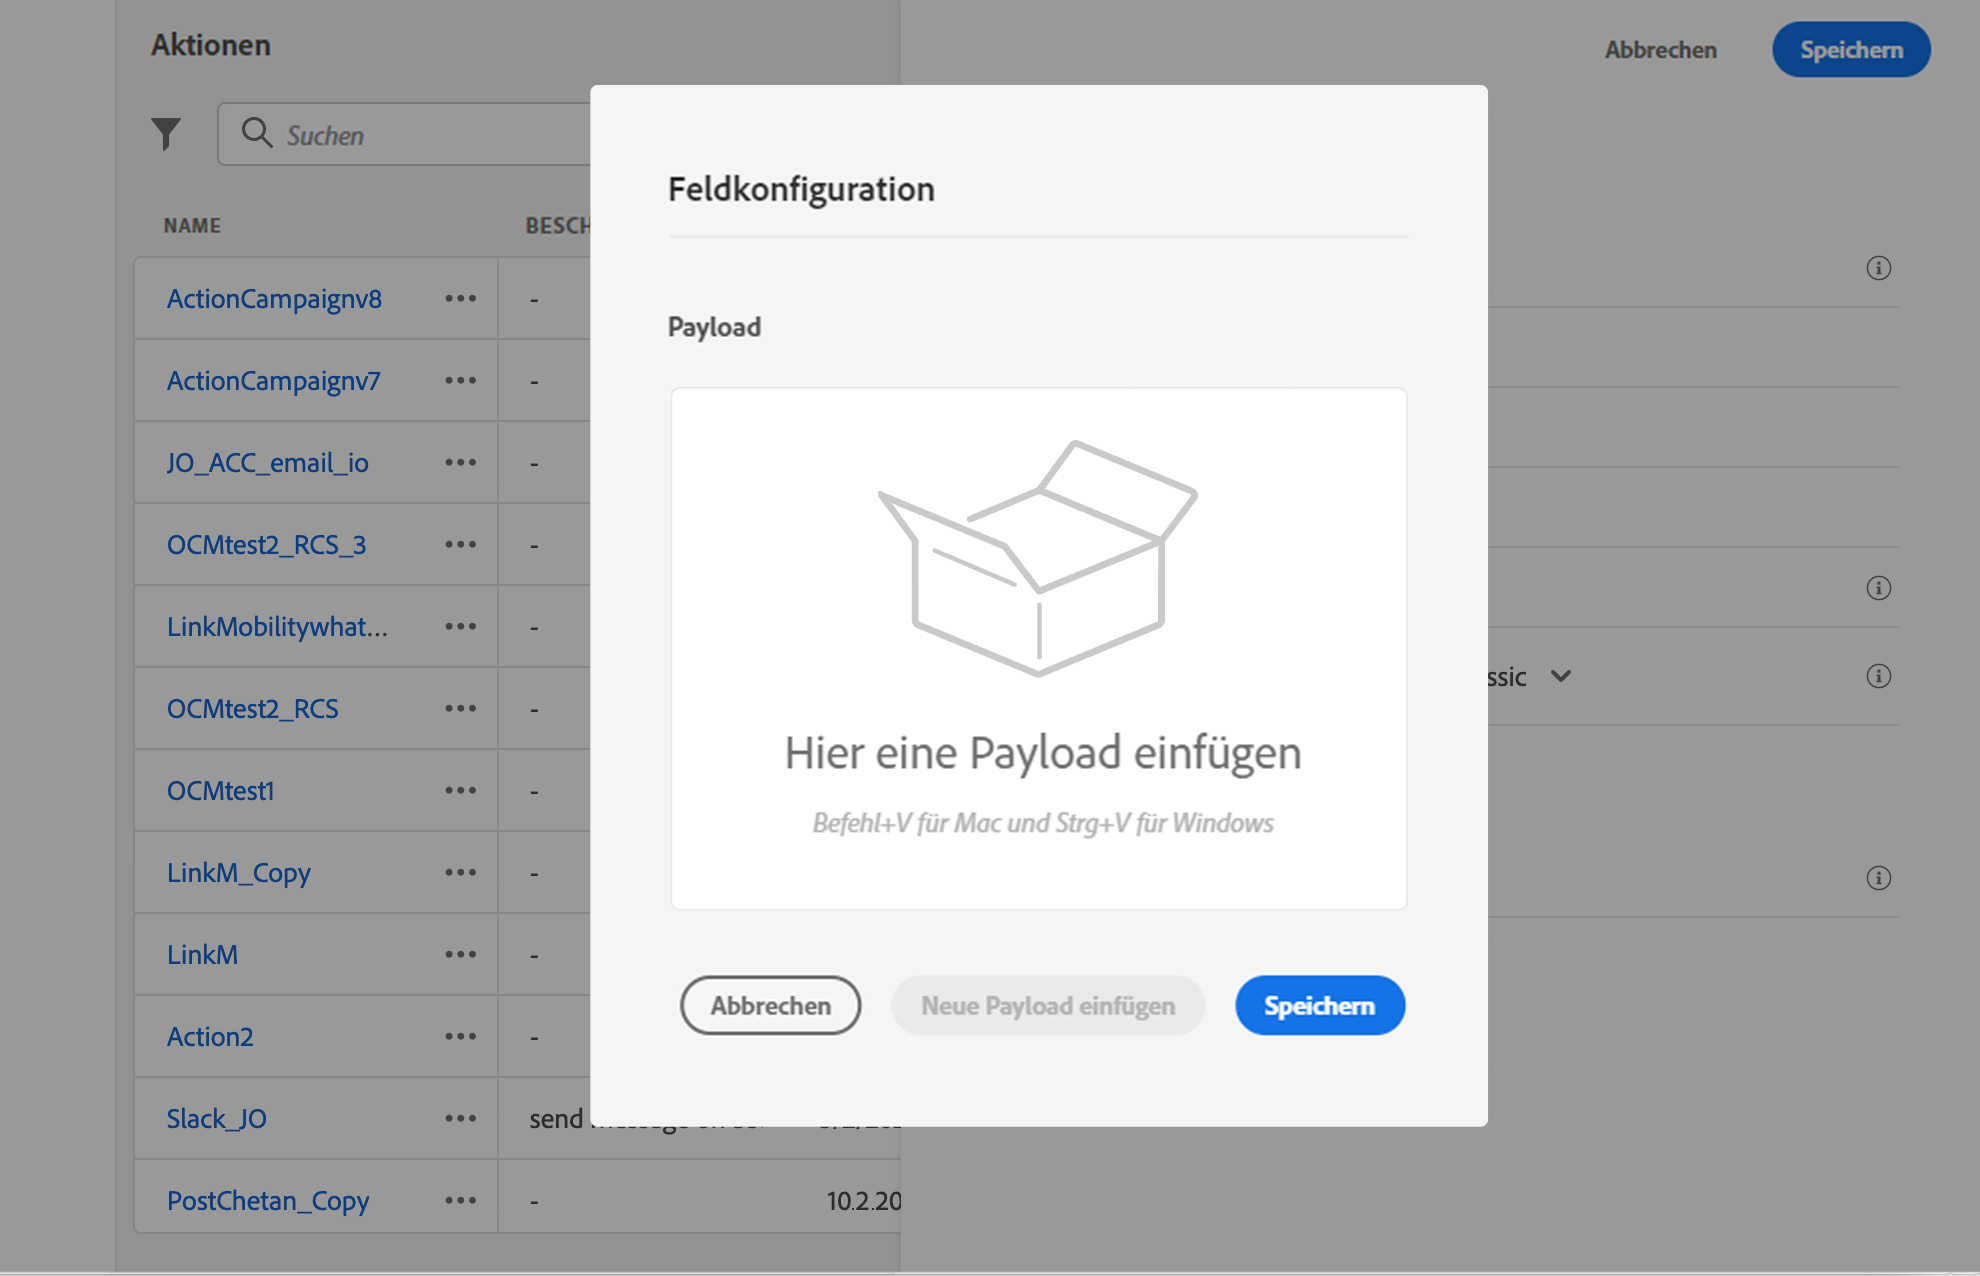 Aktionen
Abbrechen
Speichern
Suchen
Feldkonfiguration
NAME
BESCH
Payload
ActionCampaignv8
-
ActionCampaignv7
-
JO_ACC_email_io
-
OCMtest2_RCS_3
-
LinkMobilitywhat...
-
ssic
OCMtest2_RCS
-
Hier eine Payload einfügen
OCMtest1
-
Befehl+V für Mac und Strg+V für Windows
LinkM_Copy
-
LinkM
-
Abbrechen
Neue Payload einfügen
Speichern
Action2
-
Slack_JO
send
PostChetan_Copy
-
10.2.20